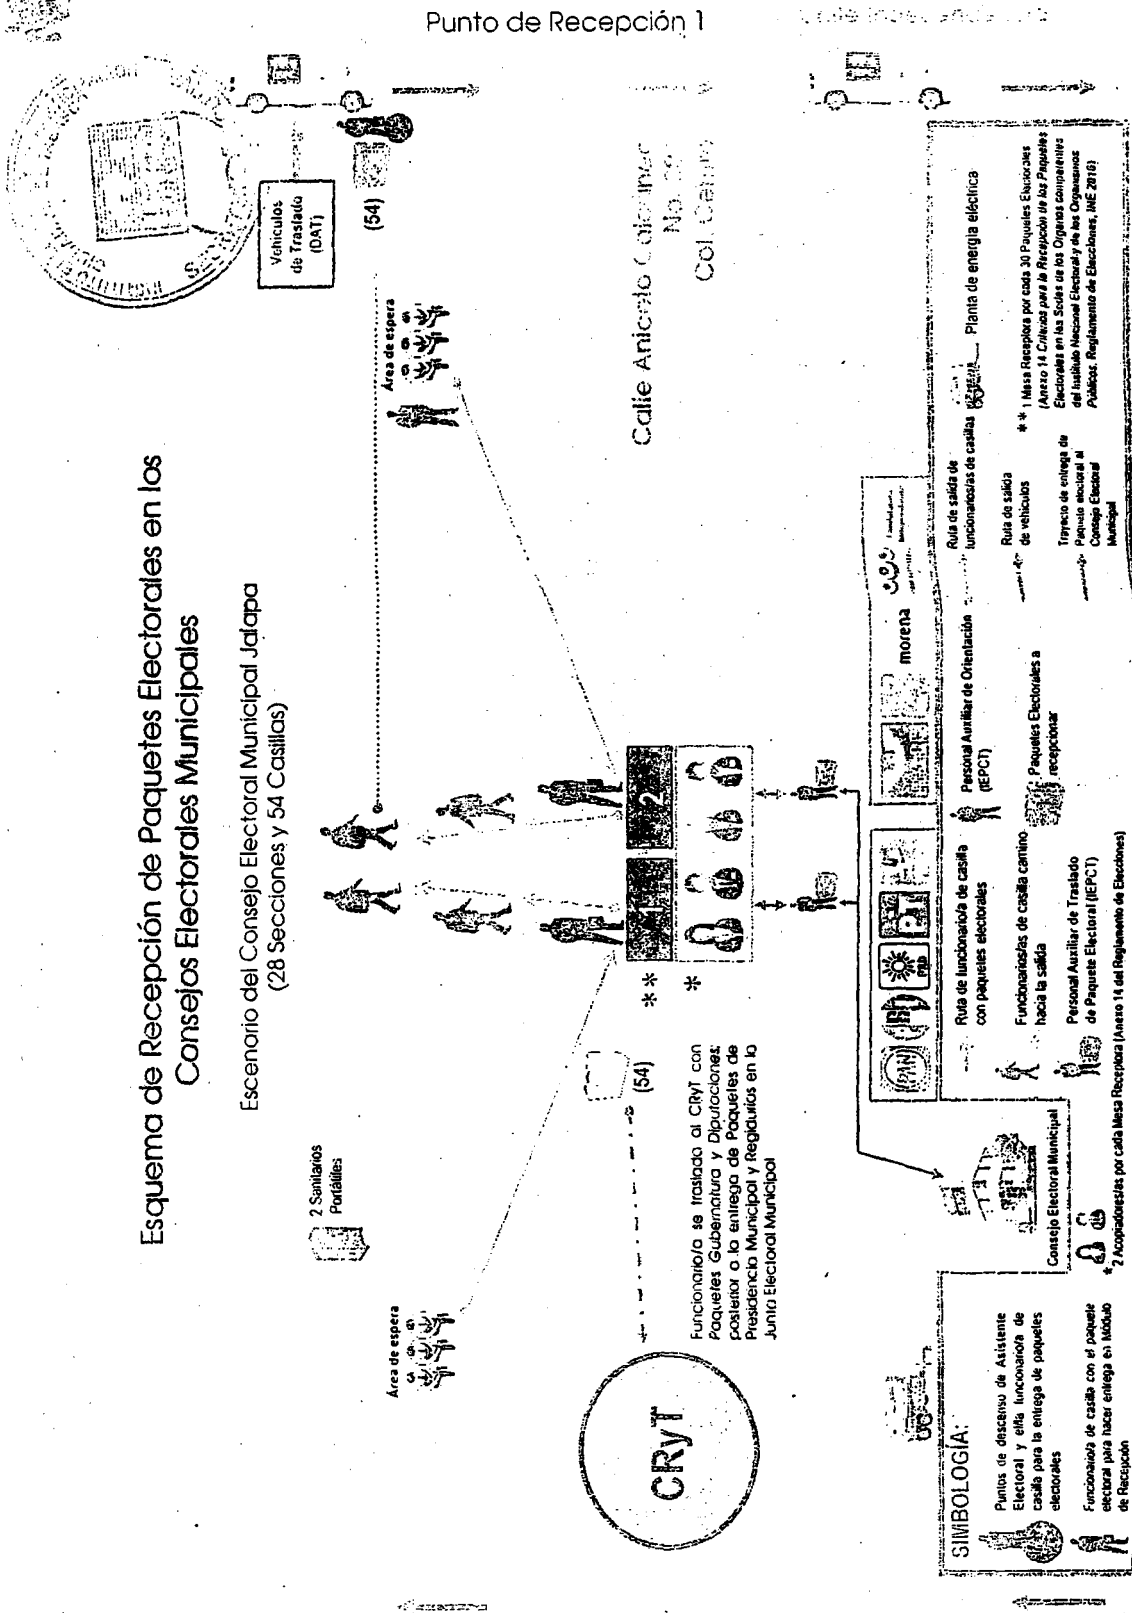 Punto de Recepción 1
Esquema de Recepción de Paquetes Electorales en los
Consejos Electorales Municipales
Escenario del Consejo Electoral Municipal Jalapa
(28 Secciones y 54 Casillas)
Vehículos
de Traslado
(DAT)
(54)
2 Sanitarios
Portátiles
Área de espera
Área de espera
Calle Aniceto
No.
Col.
1
2
**
*
(54)
CRyT
Funcionario/a se traslada al CRyT con
Paquetes Gubernatura y Diputaciones;
posterior a la entrega de Paquetes de
Presidencia Municipal y Regidurías en la
Junta Electoral Municipal
PAN
PRI
PRD
PT
morena
Consejo Electoral Municipal
SIMBOLOGÍA:
Puntos de descenso de Asistente
Electoral y el/la funcionario/a de
casilla para la entrega de paquetes
electorales
Funcionario/a de casilla con el paquete
electoral para hacer entrega en Módulo
de Recepción
* 2 Acopiadores/as por cada Mesa Receptora (Anexo 14 del Reglamento de Elecciones)
Ruta de funcionario/a de casilla
con paquetes electorales
Funcionarios/as de casilla camino
hacia la salida
Personal Auxiliar de Traslado
de Paquete Electoral (IEPCT)
Personal Auxiliar de Orientación
(IEPCT)
Paquetes Electorales a
recepcionar
Ruta de salida de
funcionarios/as de casillas
Ruta de salida
de vehículos
Trayecto de entrega de
Paquete electoral al
Consejo Electoral
Municipal
Planta de energía eléctrica
** 1 Mesa Receptora por cada 30 Paquetes Electorales
(Anexo 14 Criterios para la Recepción de los Paquetes
Electorales en las Sedes de los Órganos competentes
del Instituto Nacional Electoral y de los Organismos
Públicos. Reglamento de Elecciones, INE 2016)